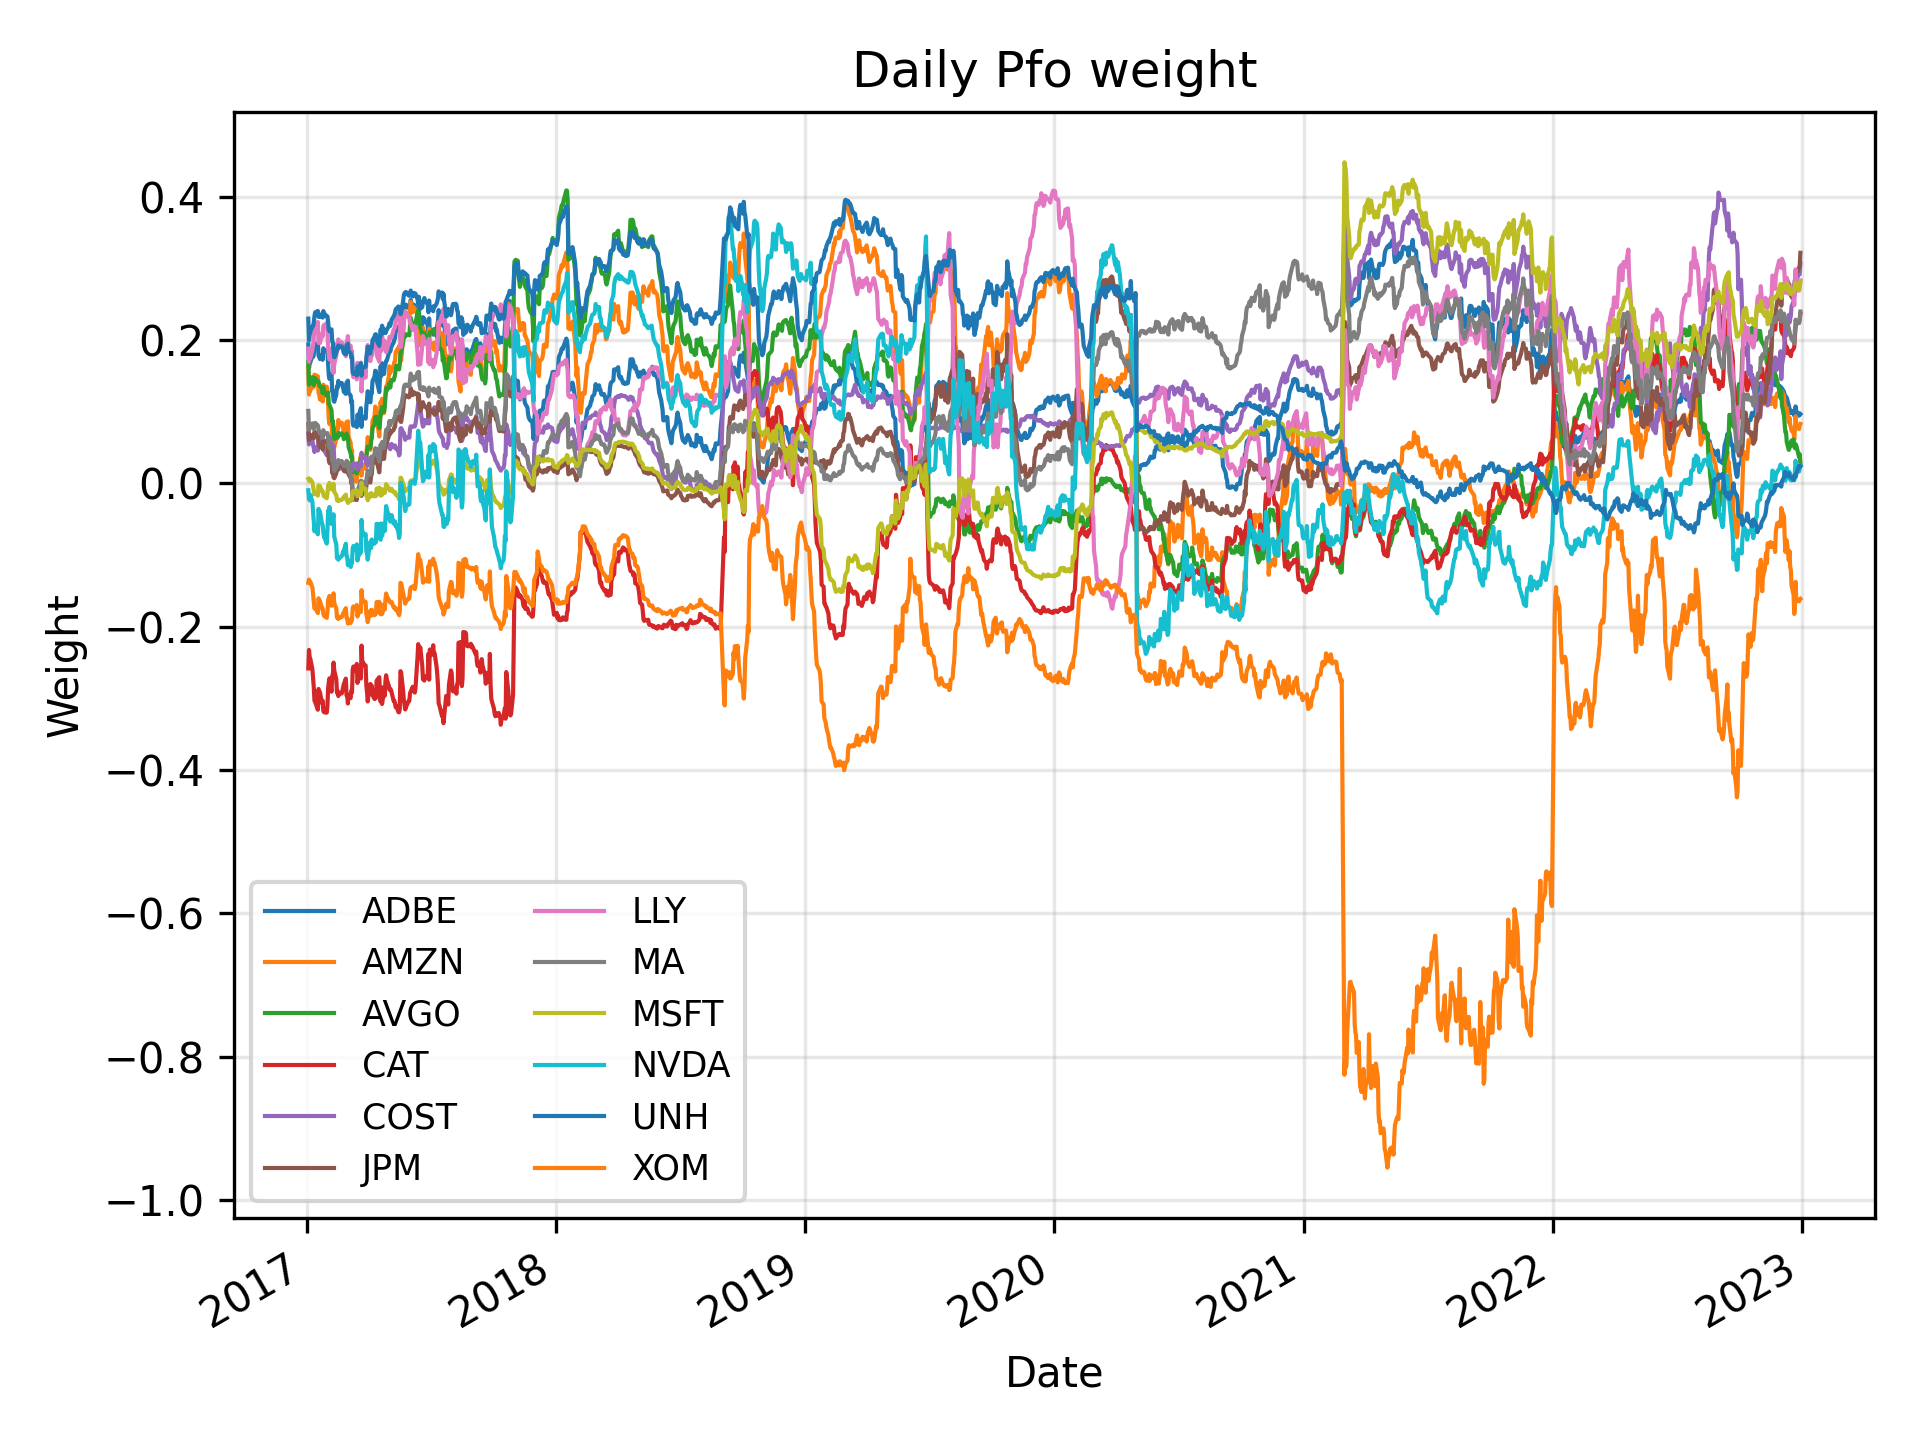 Daily Pfo weight
Weight
0.4
0.2
0.0
−0.2
−0.4
−0.6
−0.8
−1.0
ADBE
AMZN
AVGO
CAT
COST
JPM
LLY
MA
MSFT
NVDA
UNH
XOM
2017
2018
2019
2020
2021
2022
2023
Date